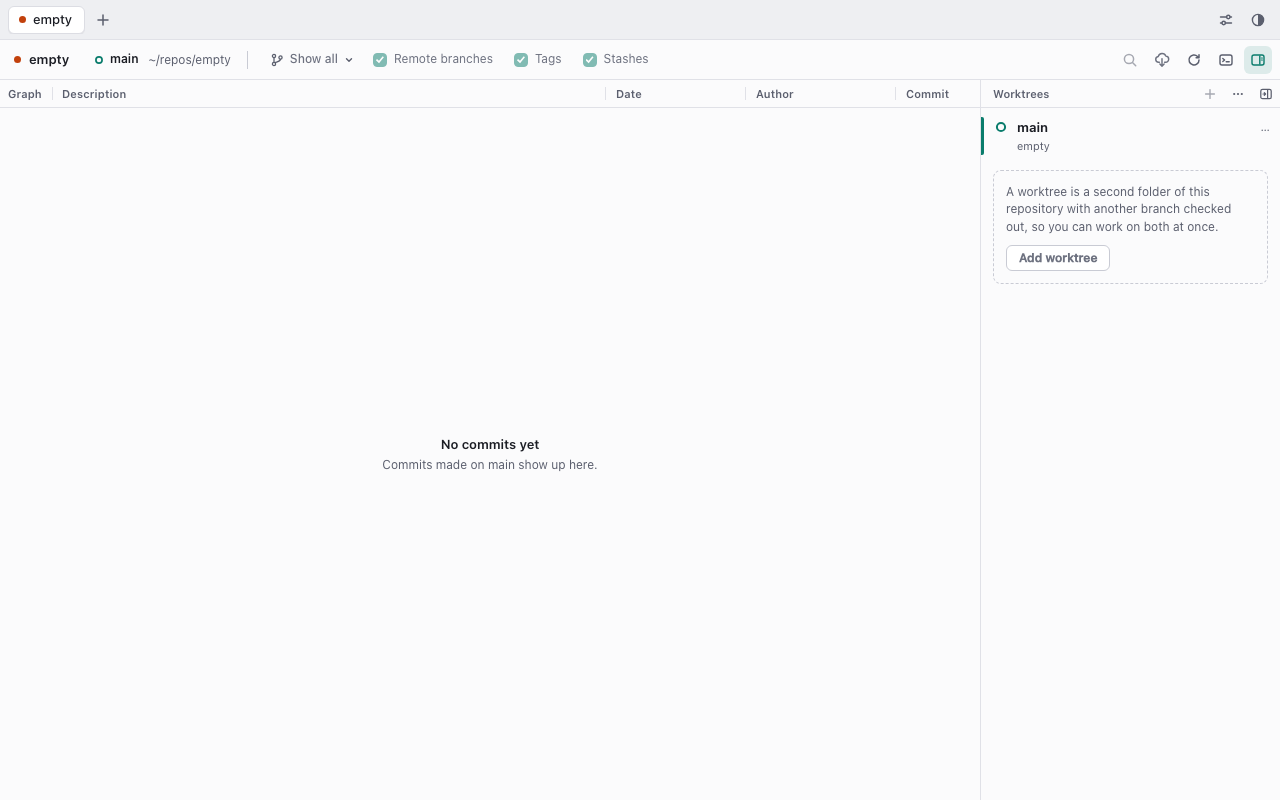 empty
empty
main ~/repos/empty
Show all
Remote branches
Tags
Stashes
Graph
Description
Date
Author
Commit
Worktrees
main
empty
A worktree is a second folder of this
repository with another branch checked
out, so you can work on both at once.
Add worktree
No commits yet
Commits made on main show up here.